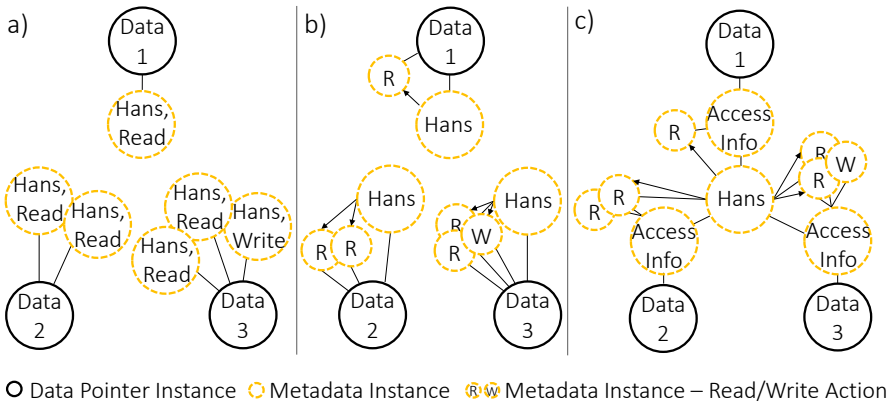 a)
Data
1
Hans,
Read
Hans,
Read
Hans,
Read
Hans,
Read
Hans,
Write
Hans,
Read
Data
2
Data
3
b)
Data
1
R
Hans
Hans
R
R
Hans
R
W
R
Data
2
Data
3
c)
Data
1
Access
Info
R
R
W
R
Hans
R
R
Access
Info
Access
Info
Data
2
Data
3
Data Pointer Instance
Metadata Instance
R W Metadata Instance – Read/Write Action